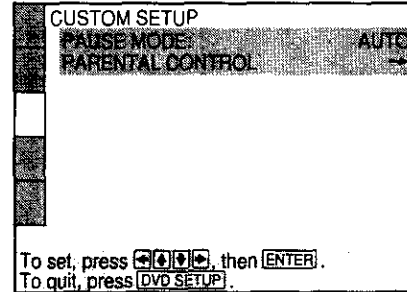 CUSTOM SETUP
PAUSE MODE: AUTO
PARENTAL CONTROL →
To set, press ←↑↓→, then ENTER.
To quit, press DVD SETUP.